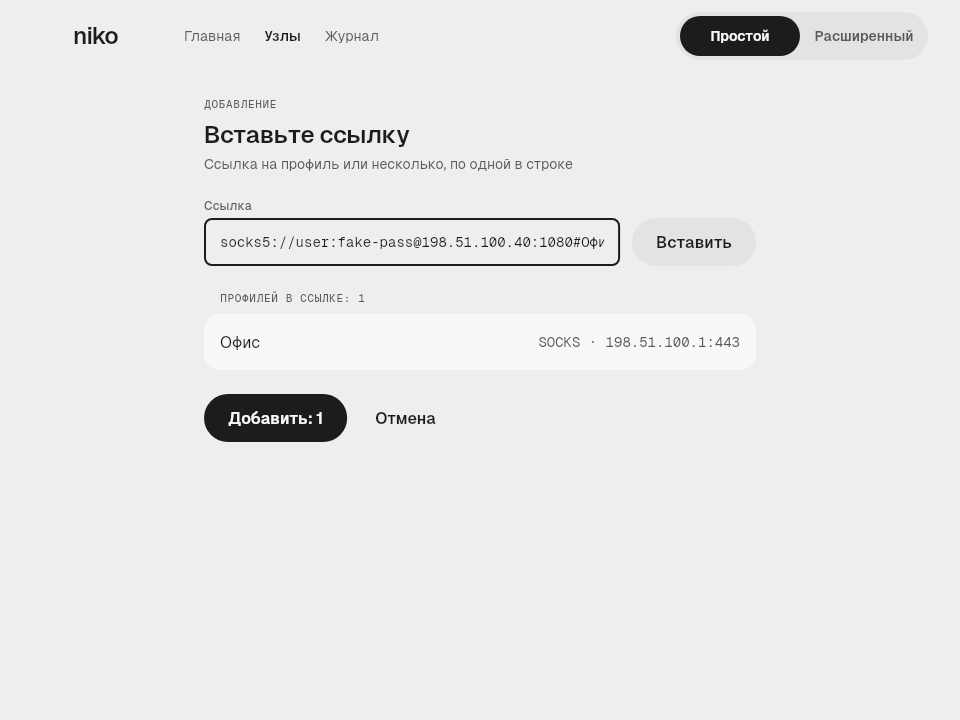 niko
Главная
Узлы
Журнал
Простой
Расширенный
ДОБАВЛЕНИЕ
Вставьте ссылку
Ссылка на профиль или несколько, по одной в строке
Ссылка
socks5://user:fake-pass@198.51.100.40:1080#Офи
Вставить
ПРОФИЛЕЙ В ССЫЛКЕ: 1
Офис
SOCKS · 198.51.100.1:443
Добавить: 1
Отмена